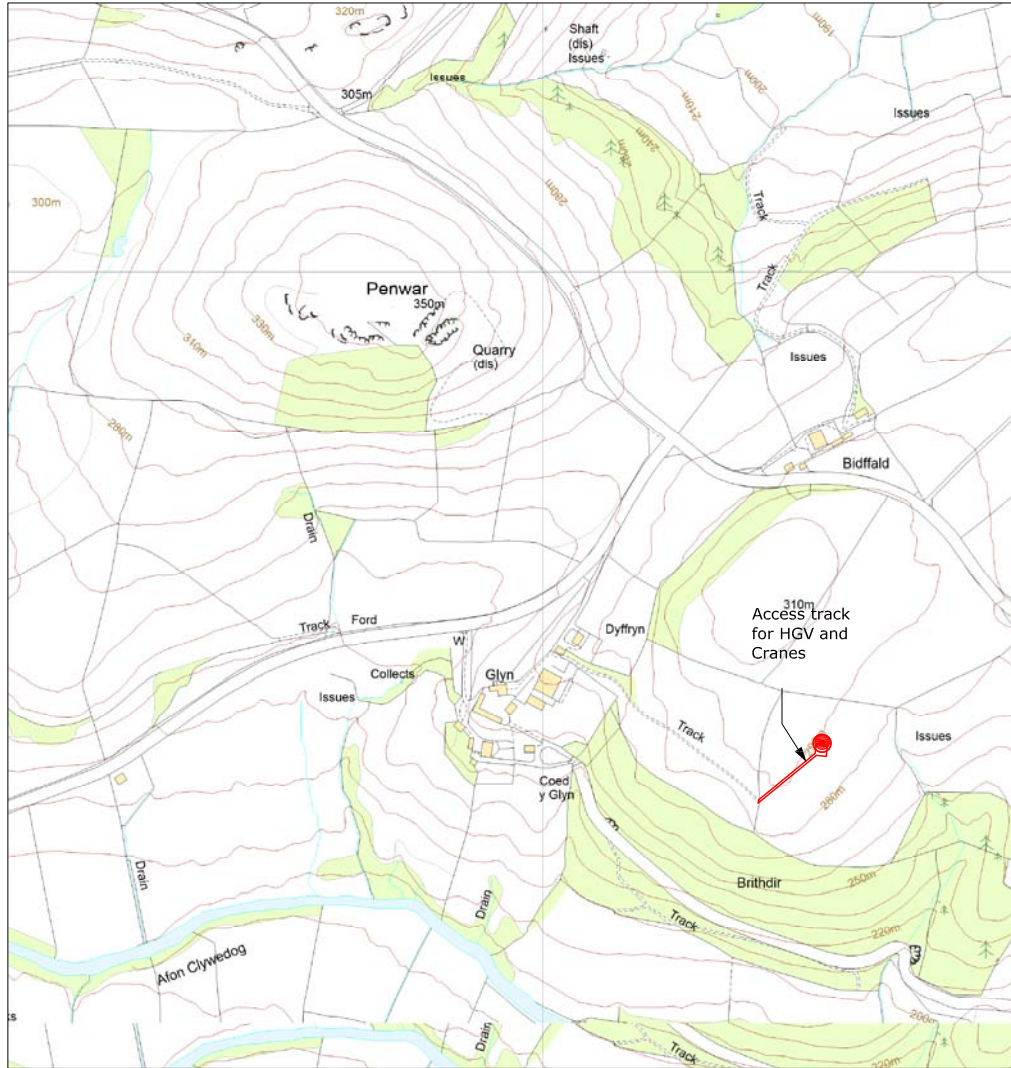 320m
Shaft
(dis)
Issues
190m
200m
Issues
305m
210m
Issues
240m
260m
280m
Track
300m
Track
Penwar
350m
330m
310m
Quarry
(dis)
Issues
280m
Bidffald
Drain
310m
Access track
for HGV and
Cranes
Ford
Track
Dyffryn
W
Collects
Glyn
Issues
Track
Issues
Coed
y Glyn
280m
Drain
Brithdir
250m
Drain
Track
220m
Afon Clywedog
ks
200m
Drain
Track
220m